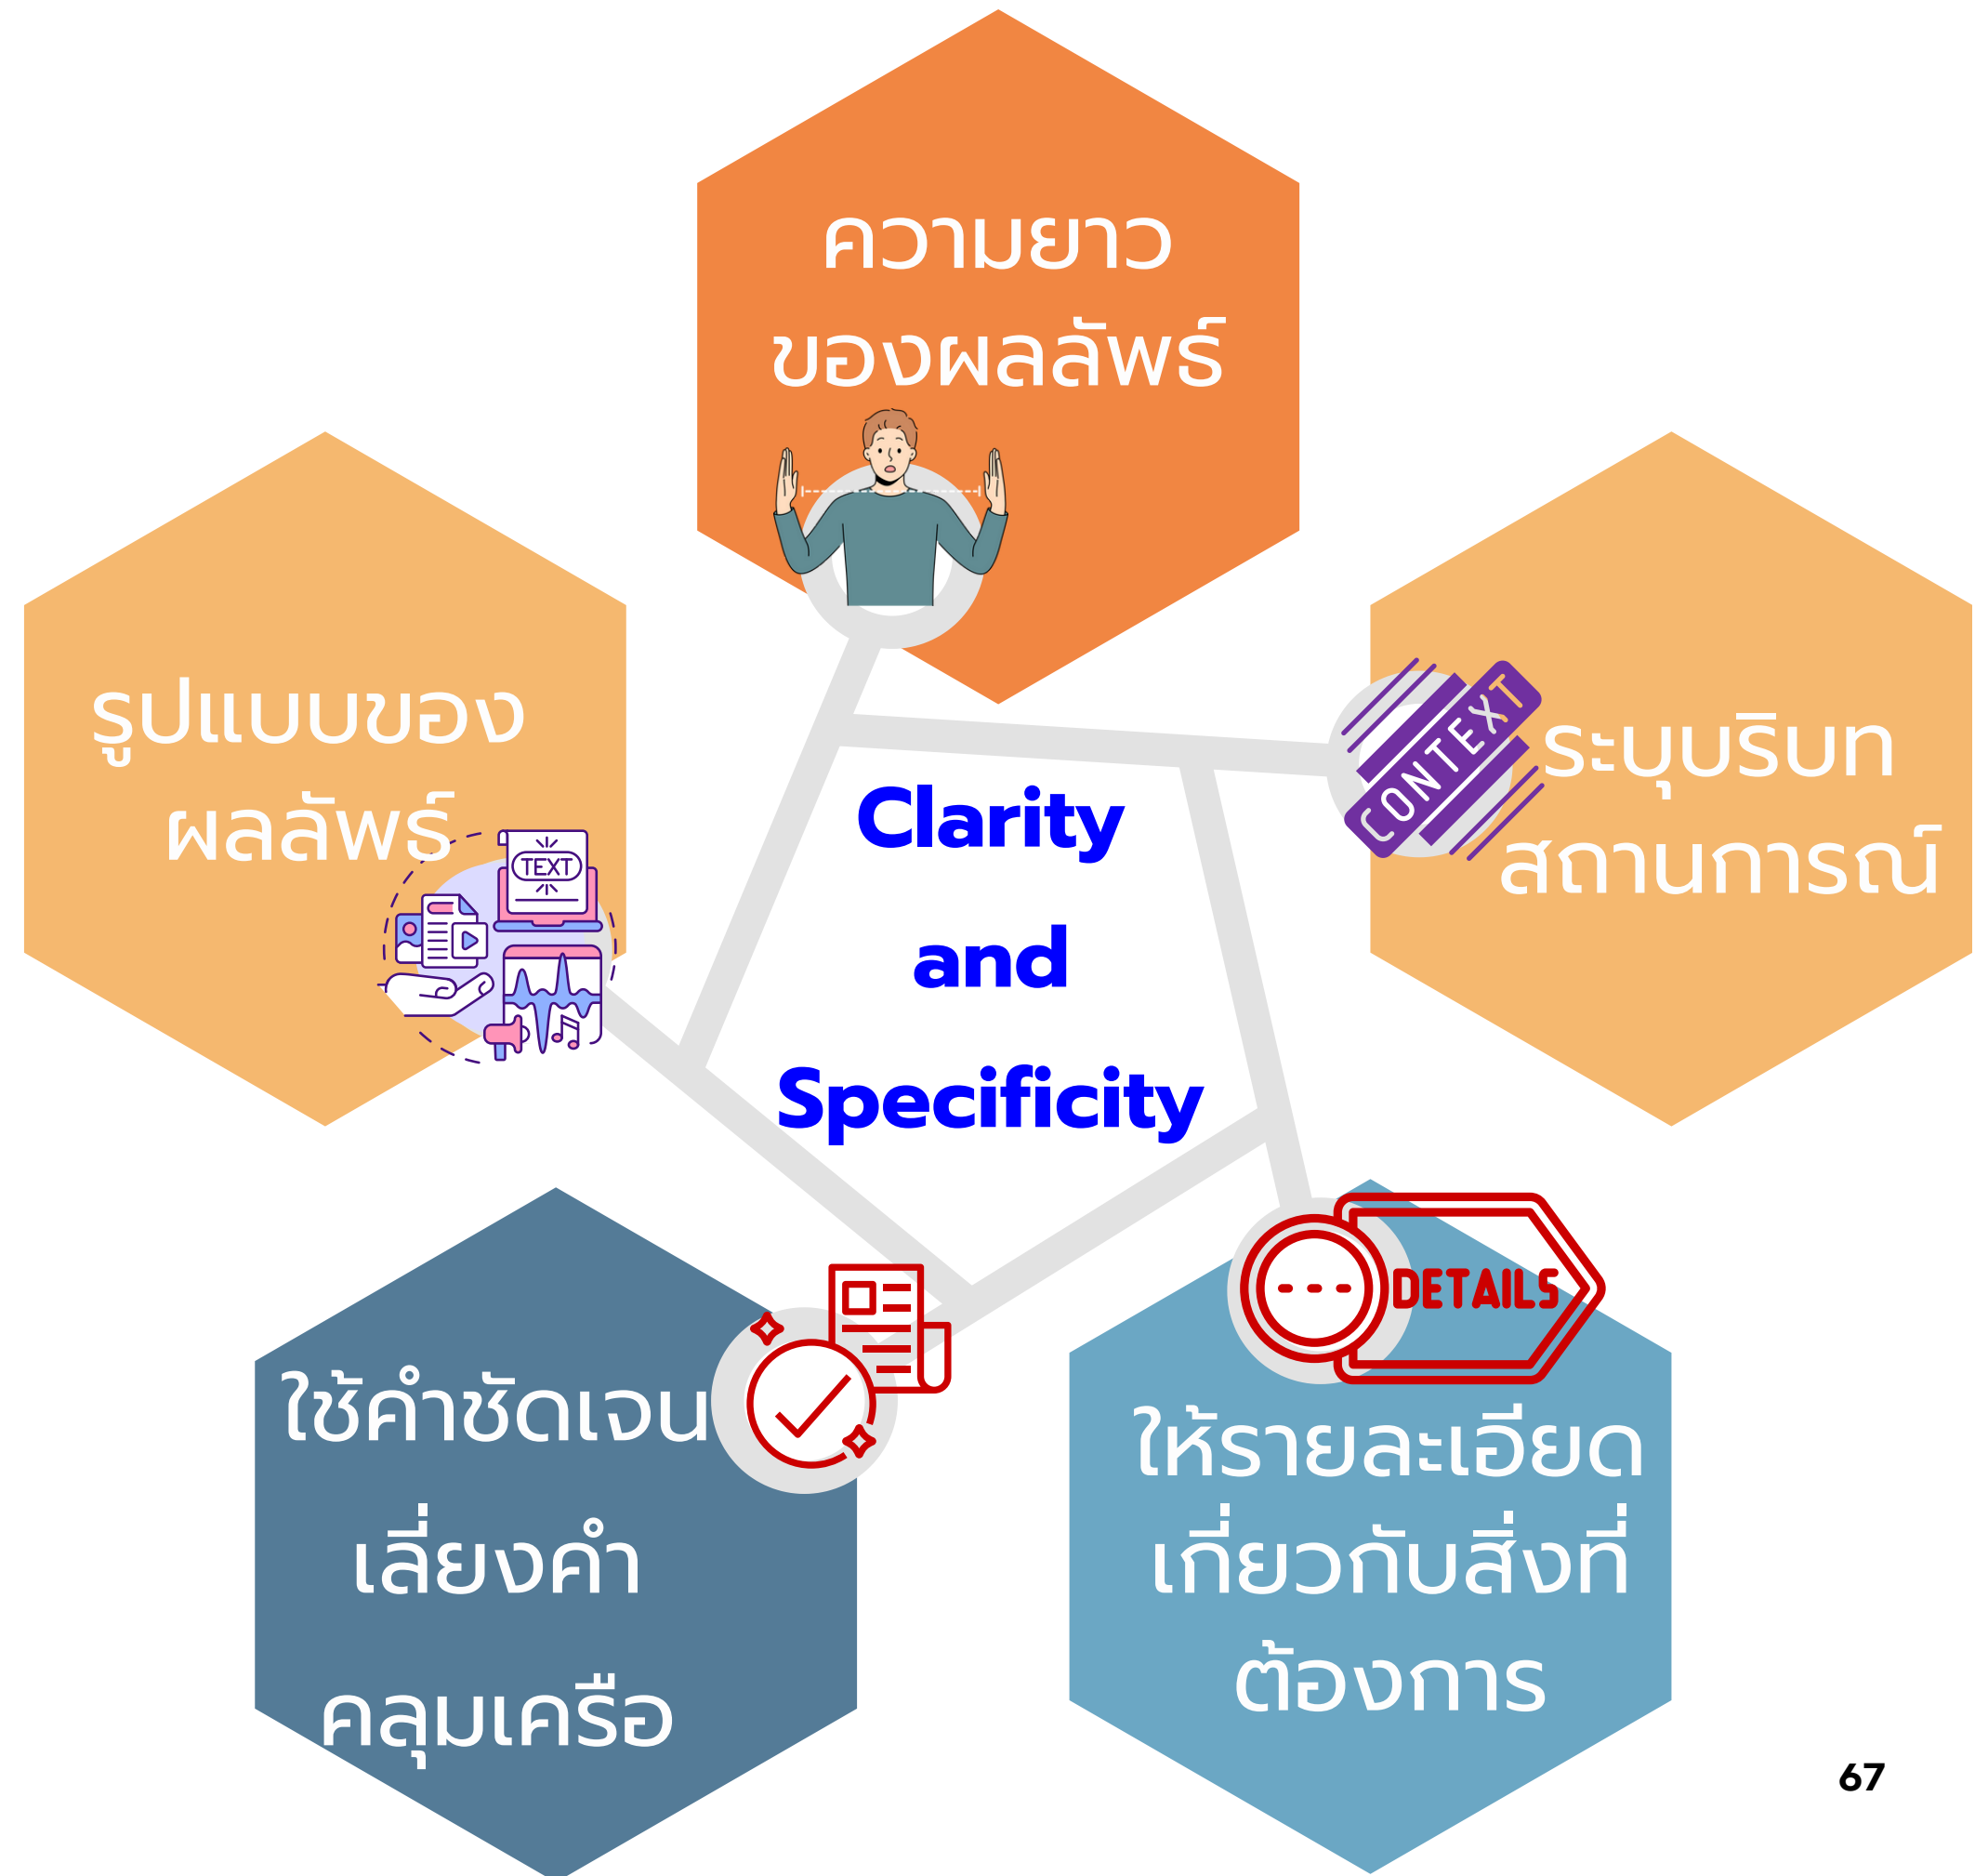 ความยาว
ของผลลัพธ์
รูปแบบของ
ผลลัพธ์
TEXT
CONTEXT
ระบุบริบท
สถานการณ์
Clarity
and
Specificity
ใช้คำชัดเจน
เลี่ยงคำ
คลุมเครือ
DETAILS
ให้รายละเอียด
เกี่ยวกับสิ่งที่
ต้องการ
67